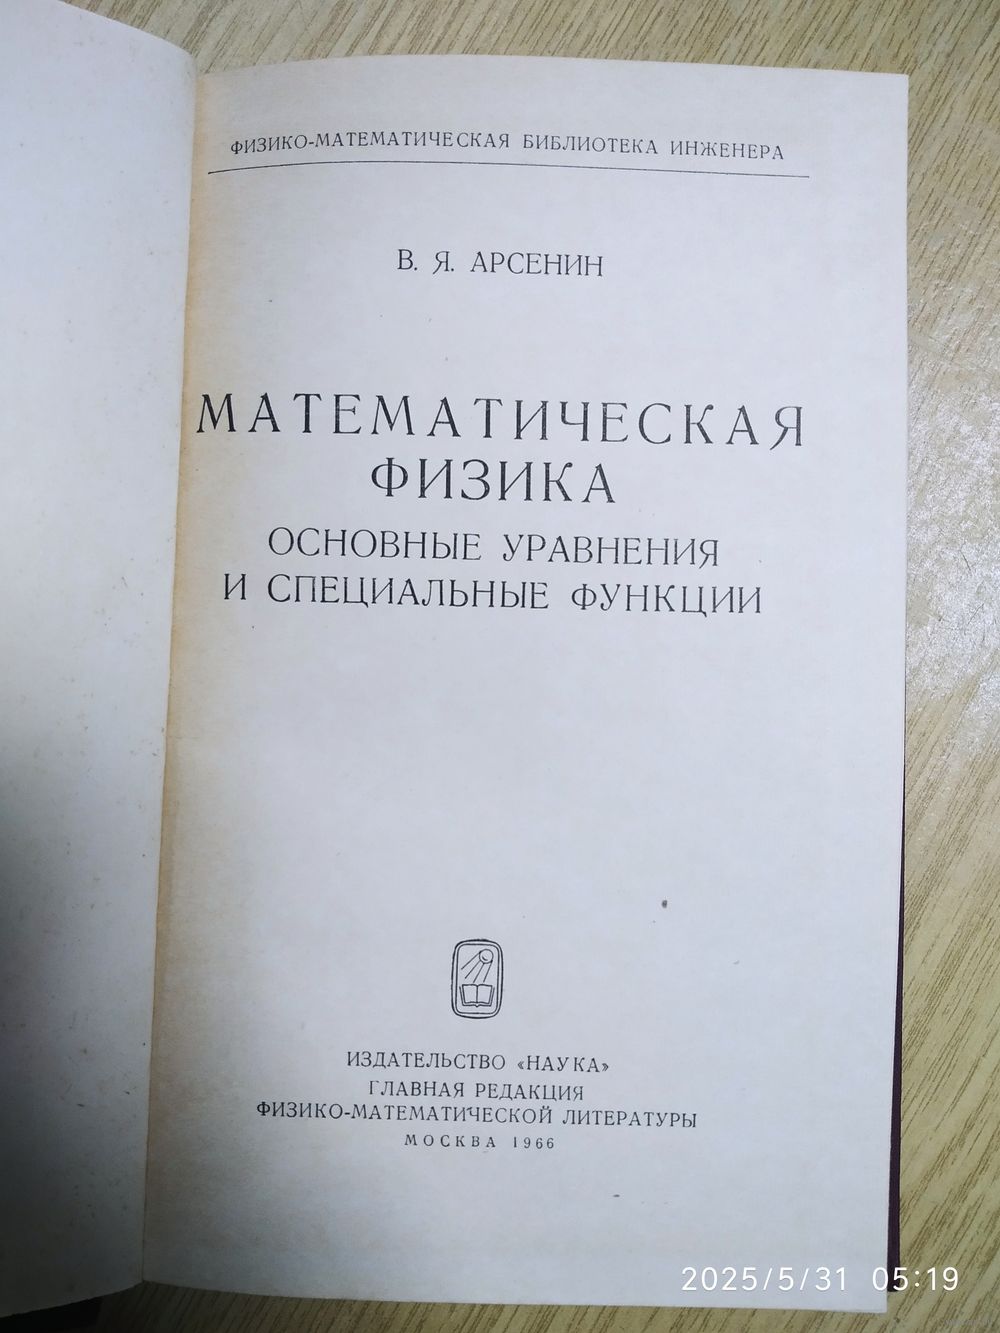 ФИЗИКО-МАТЕМАТИЧЕСКАЯ БИБЛИОТЕКА ИНЖЕНЕРА
В. Я. АРСЕНИН
МАТЕМАТИЧЕСКАЯ
ФИЗИКА
ОСНОВНЫЕ УРАВНЕНИЯ
И СПЕЦИАЛЬНЫЕ ФУНКЦИИ
ИЗДАТЕЛЬСТВО «НАУКА»
ГЛАВНАЯ РЕДАКЦИЯ
ФИЗИКО-МАТЕМАТИЧЕСКОЙ ЛИТЕРАТУРЫ
МОСКВА 1966
2025/5/31 05:19